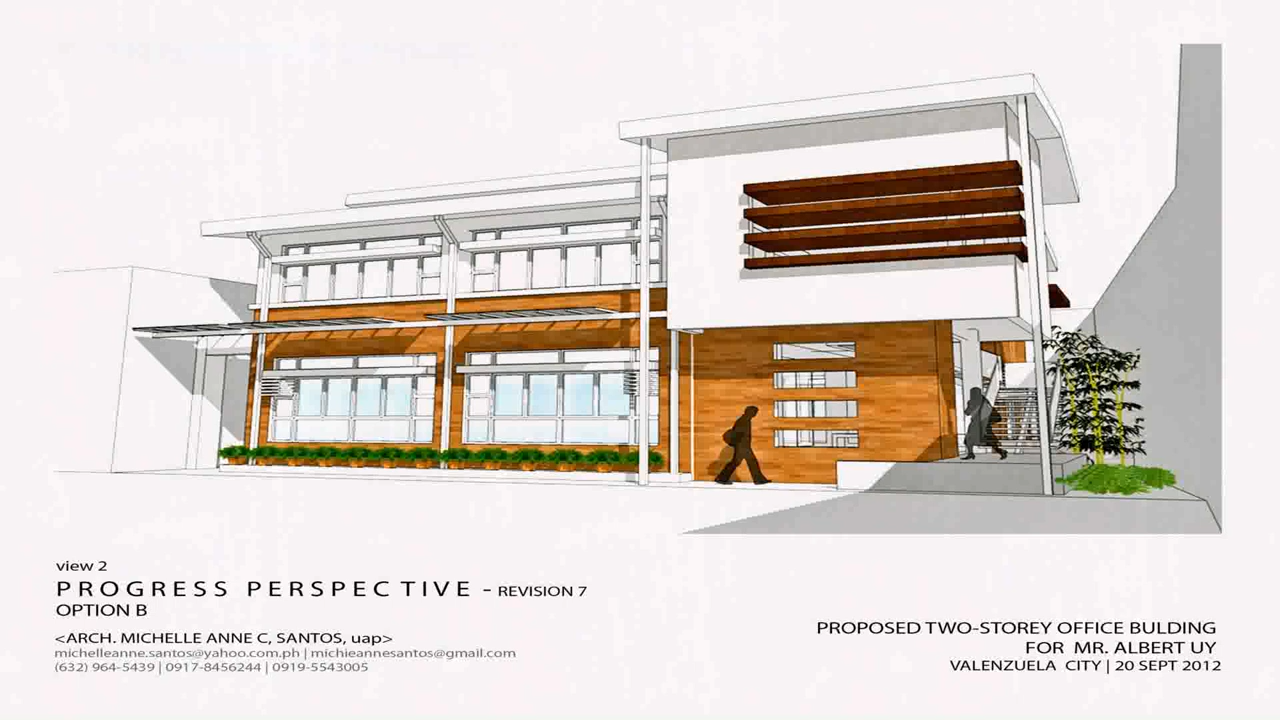 view 2
PROGRESS PERSPECTIVE - REVISION 7
OPTION B
<ARCH. MICHELLE ANNE C, SANTOS, uap>
michelleanne.santos@yahoo.com.ph | michieannesantos@gmail.com
(632) 964-5439 | 0917-8456244 | 0919-5543005
PROPOSED TWO-STOREY OFFICE BULDING
FOR MR. ALBERT UY
VALENZUELA CITY | 20 SEPT 2012